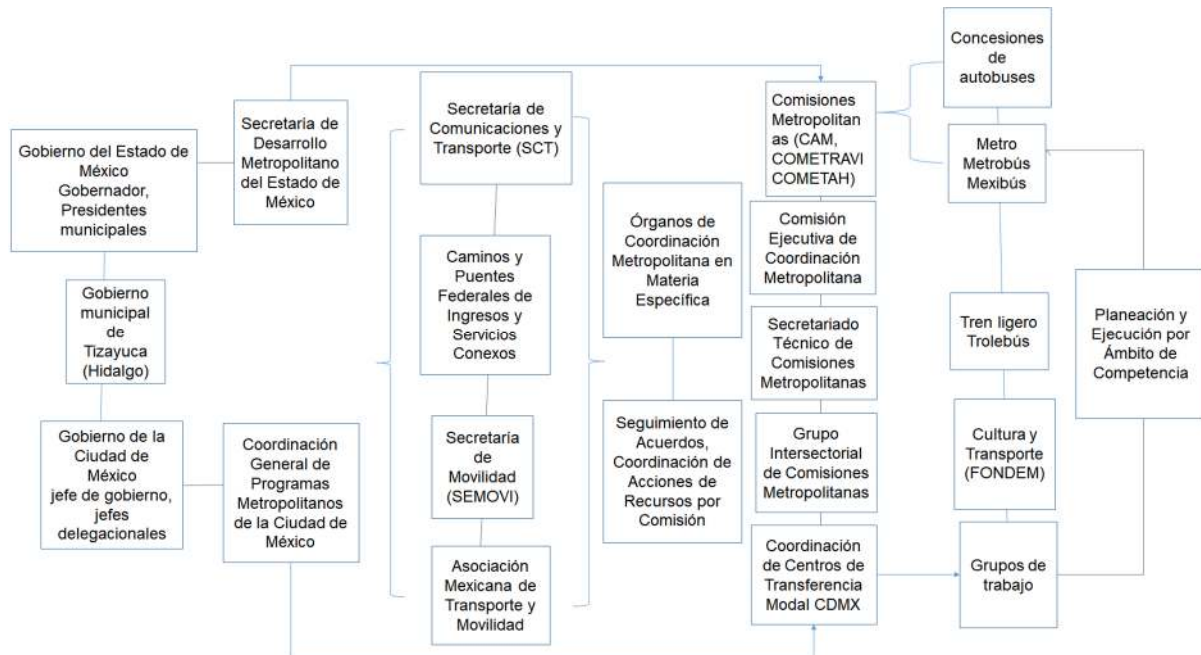 Gobierno del Estado de
México
Gobernador,
Presidentes
municipales
Gobierno
municipal
de
Tizayuca
(Hidalgo)
Gobierno de la
Ciudad de
México
jefe de gobierno,
jefes
delegacionales
Secretaria de
Desarrollo
Metropolitano
del Estado de
México
Coordinación
General de
Programas
Metropolitanos
de la Ciudad de
México
Secretaría de
Comunicaciones y
Transporte (SCT)
Caminos y
Puentes
Federales de
Ingresos y
Servicios
Conexos
Secretaría
de
Movilidad
(SEMOVI)
Asociación
Mexicana de
Transporte y
Movilidad
Órganos de
Coordinación
Metropolitana en
Materia
Específica
Seguimiento de
Acuerdos,
Coordinación de
Acciones de
Recursos por
Comisión
Comisiones
Metropolitan
as (CAM,
COMETRAVI
COMETAH)
Comisión
Ejecutiva de
Coordinación
Metropolitana
Secretariado
Técnico de
Comisiones
Metropolitanas
Grupo
Intersectorial
de Comisiones
Metropolitanas
Coordinación
de Centros de
Transferencia
Modal CDMX
Concesiones
de
autobuses
Metro
Metrobús
Mexibús
Tren ligero
Trolebús
Cultura y
Transporte
(FONDEM)
Grupos de
trabajo
Planeación y
Ejecución por
Ámbito de
Competencia